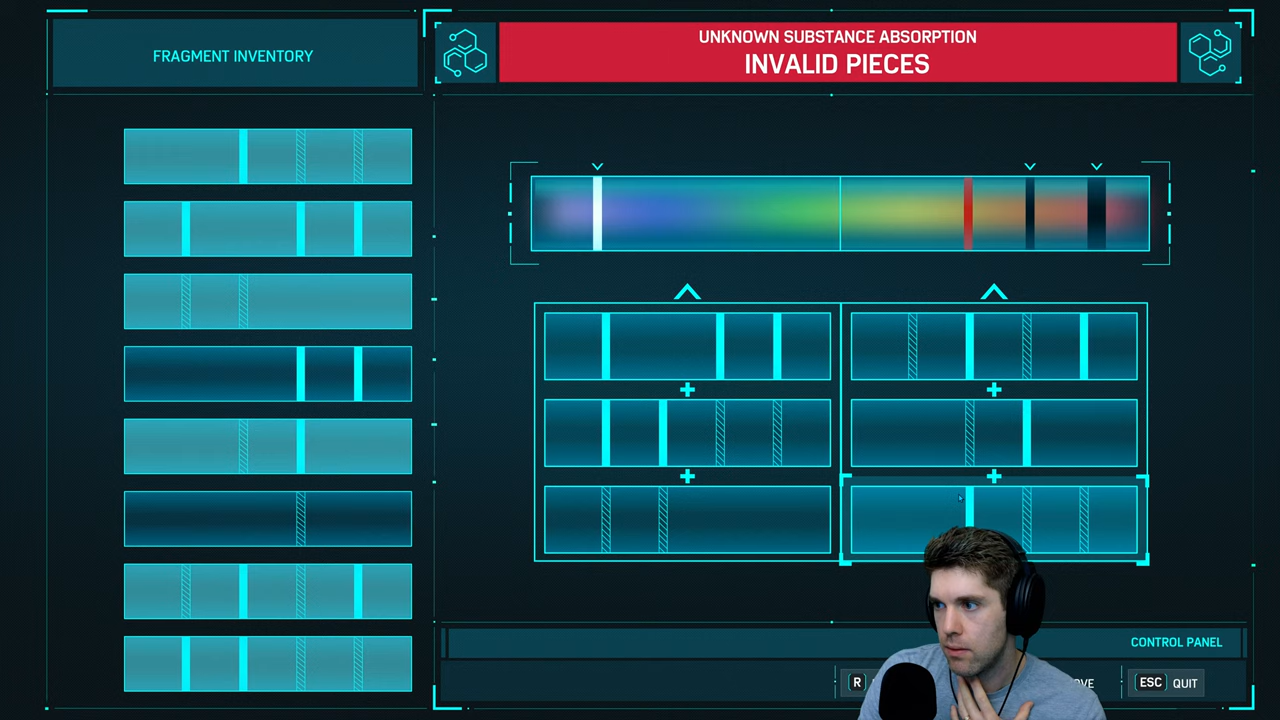 FRAGMENT INVENTORY
UNKNOWN SUBSTANCE ABSORPTION
INVALID PIECES
CONTROL PANEL
R
ESC QUIT